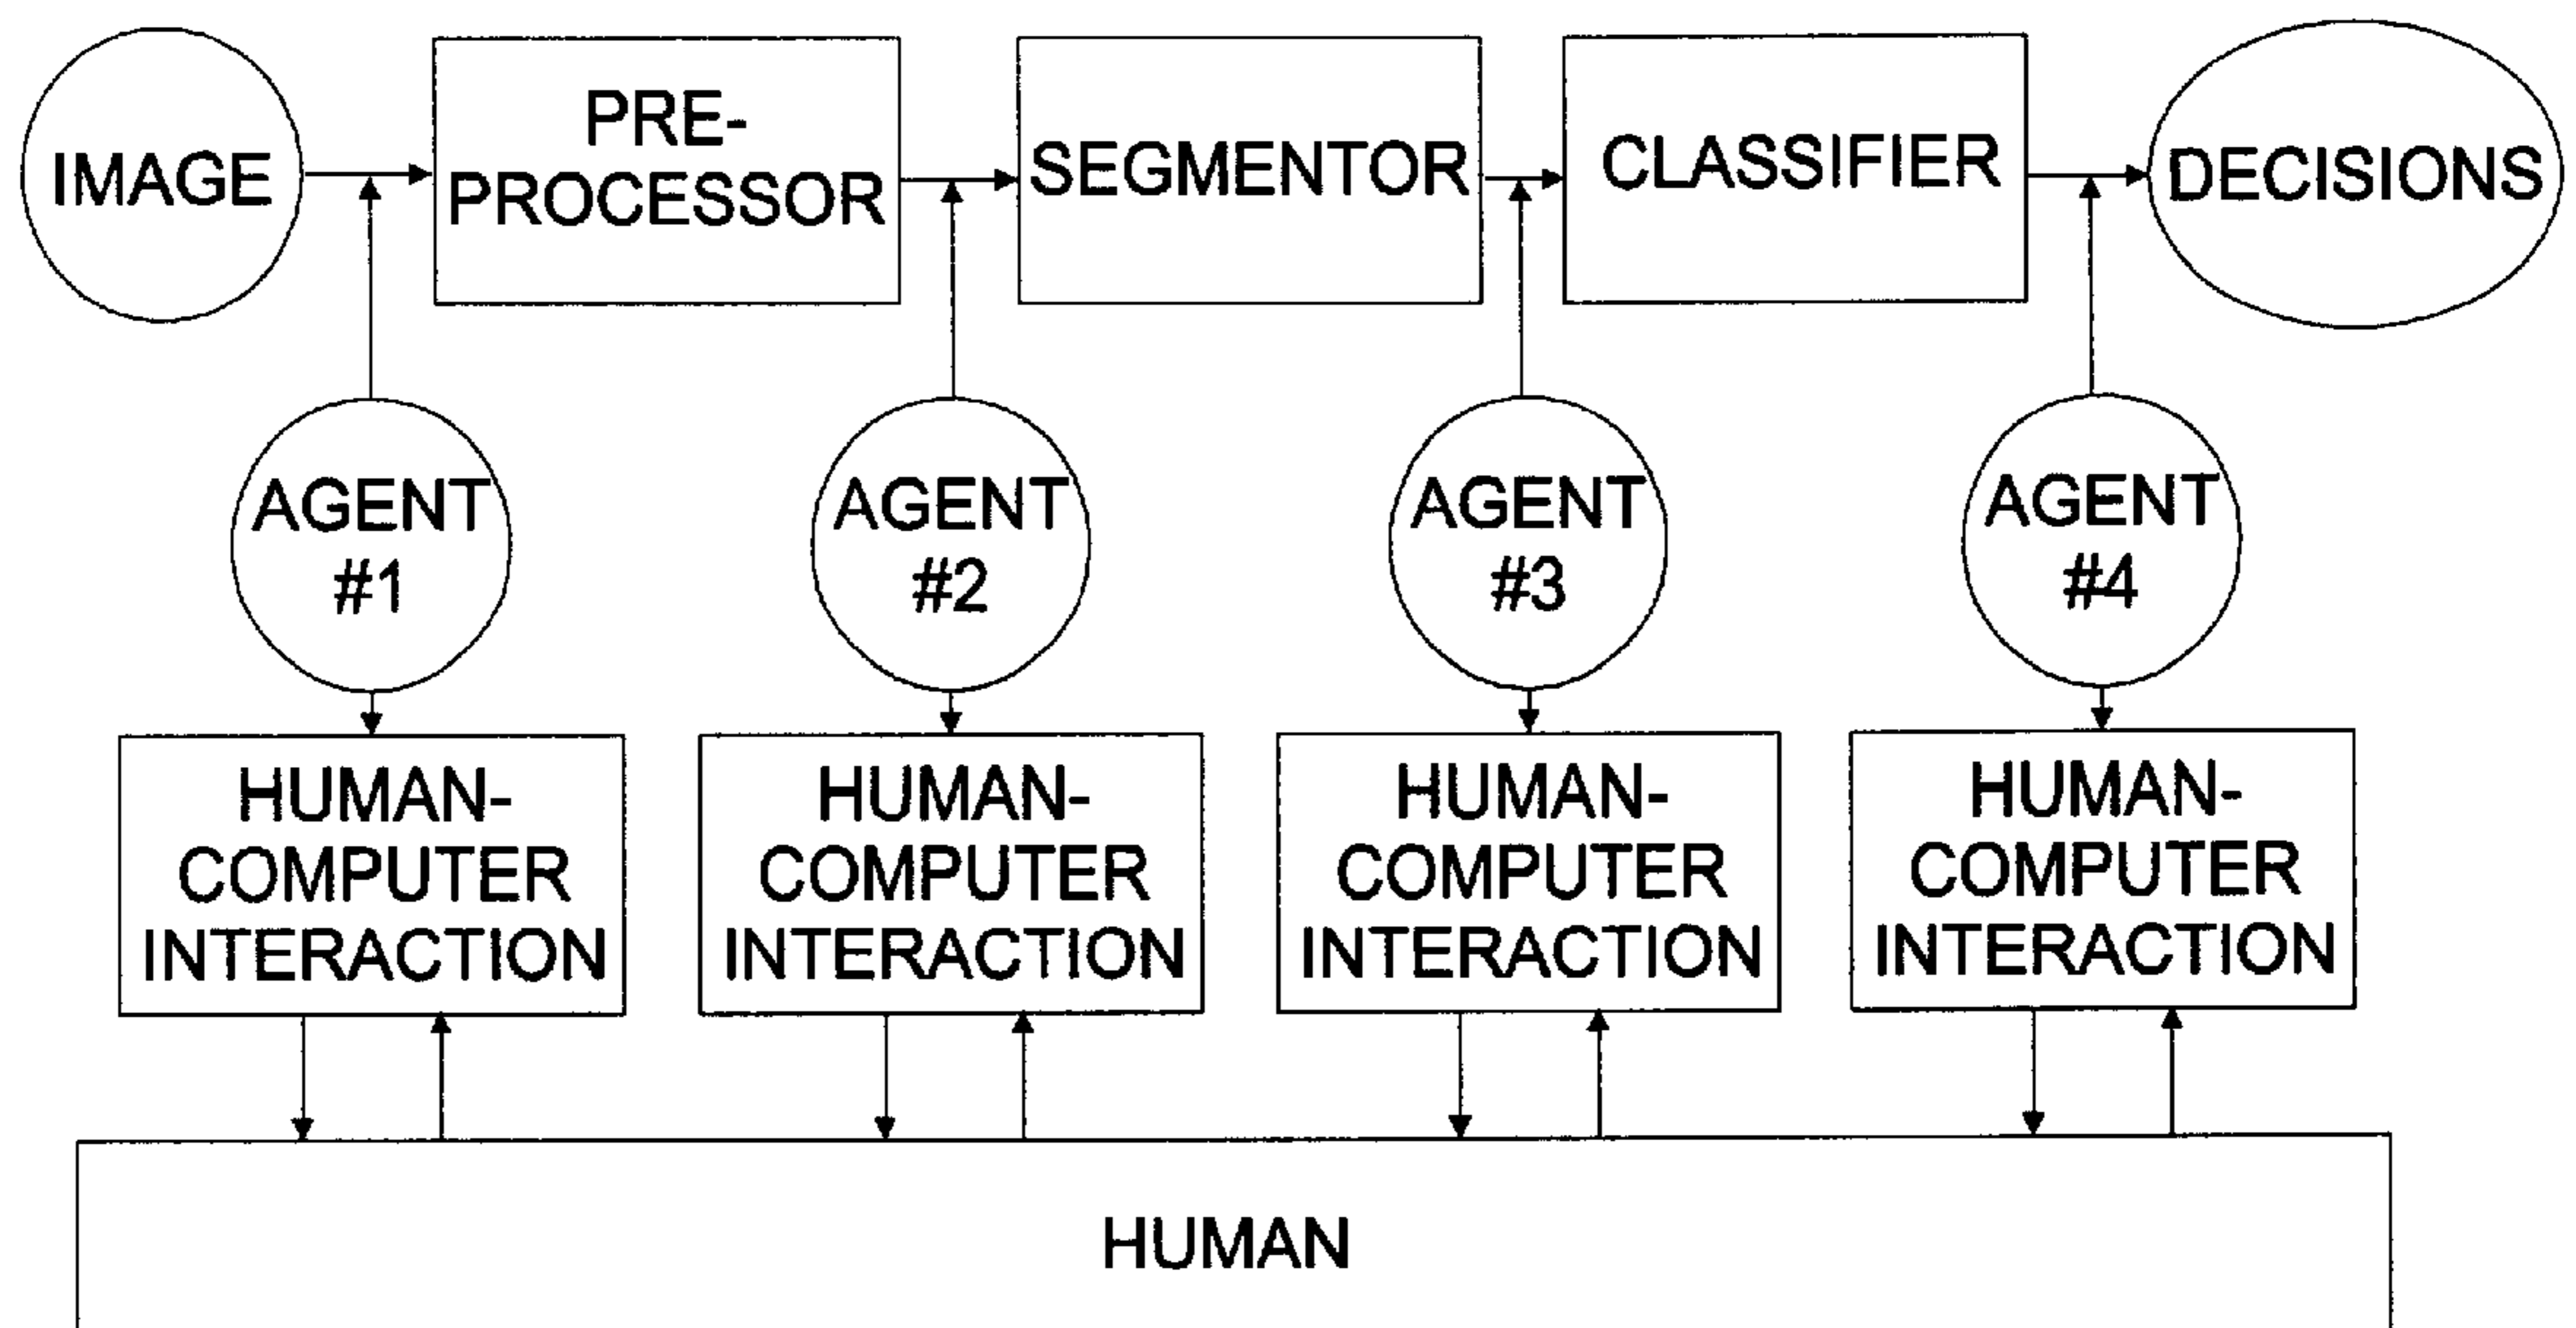 IMAGE
PRE-
PROCESSOR
SEGMENTOR
CLASSIFIER
DECISIONS
AGENT
#1
AGENT
#2
AGENT
#3
AGENT
#4
HUMAN-
COMPUTER
INTERACTION
HUMAN-
COMPUTER
INTERACTION
HUMAN-
COMPUTER
INTERACTION
HUMAN-
COMPUTER
INTERACTION
HUMAN